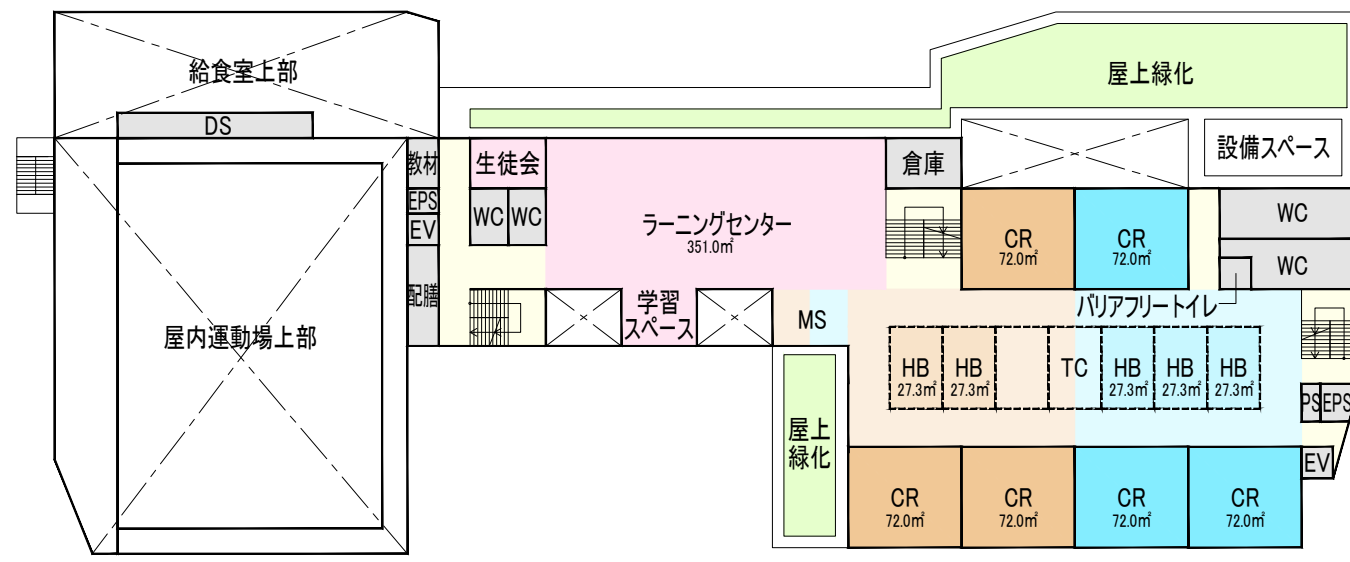 給食室上部
屋上緑化
DS
教材
生徒会
倉庫
設備スペース
EPS
WC
WC
EV
ラーニングセンター
351.0㎡
CR
72.0㎡
CR
72.0㎡
WC
WC
配膳
学習
スペース
MS
バリアフリートイレ
屋内運動場上部
HB
27.3㎡
HB
27.3㎡
TC
HB
27.3㎡
HB
27.3㎡
HB
27.3㎡
PS
EPS
屋上
緑化
EV
CR
72.0㎡
CR
72.0㎡
CR
72.0㎡
CR
72.0㎡